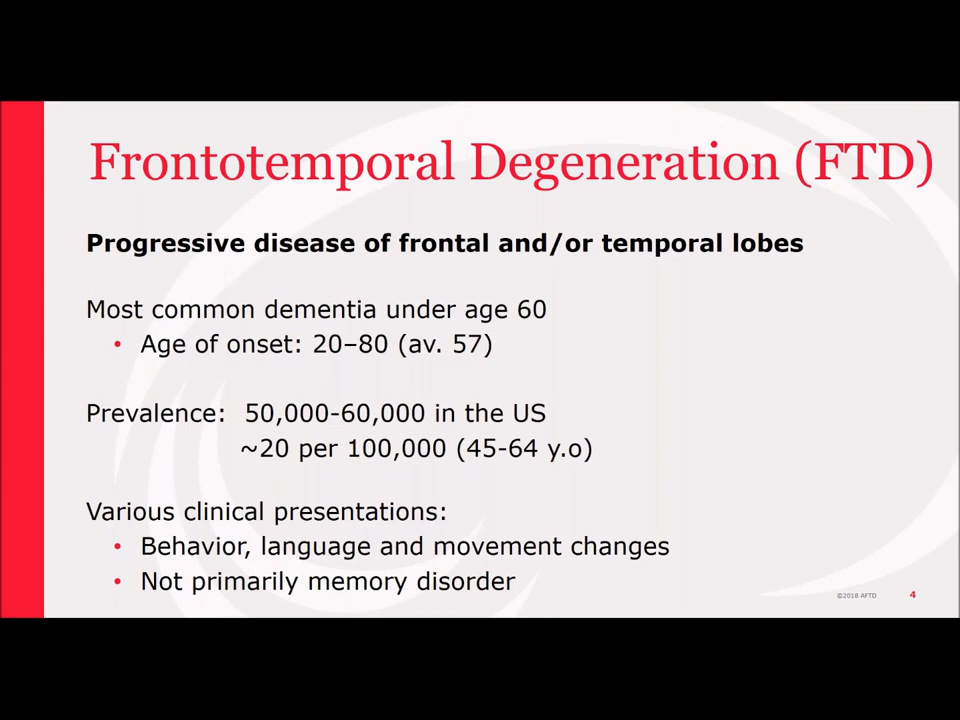 Frontotemporal Degeneration (FTD)
Progressive disease of frontal and/or temporal lobes
Most common dementia under age 60
• Age of onset: 20–80 (av. 57)
Prevalence: 50,000-60,000 in the US
~20 per 100,000 (45-64 y.o)
Various clinical presentations:
• Behavior, language and movement changes
• Not primarily memory disorder
©2018 AFTD 4